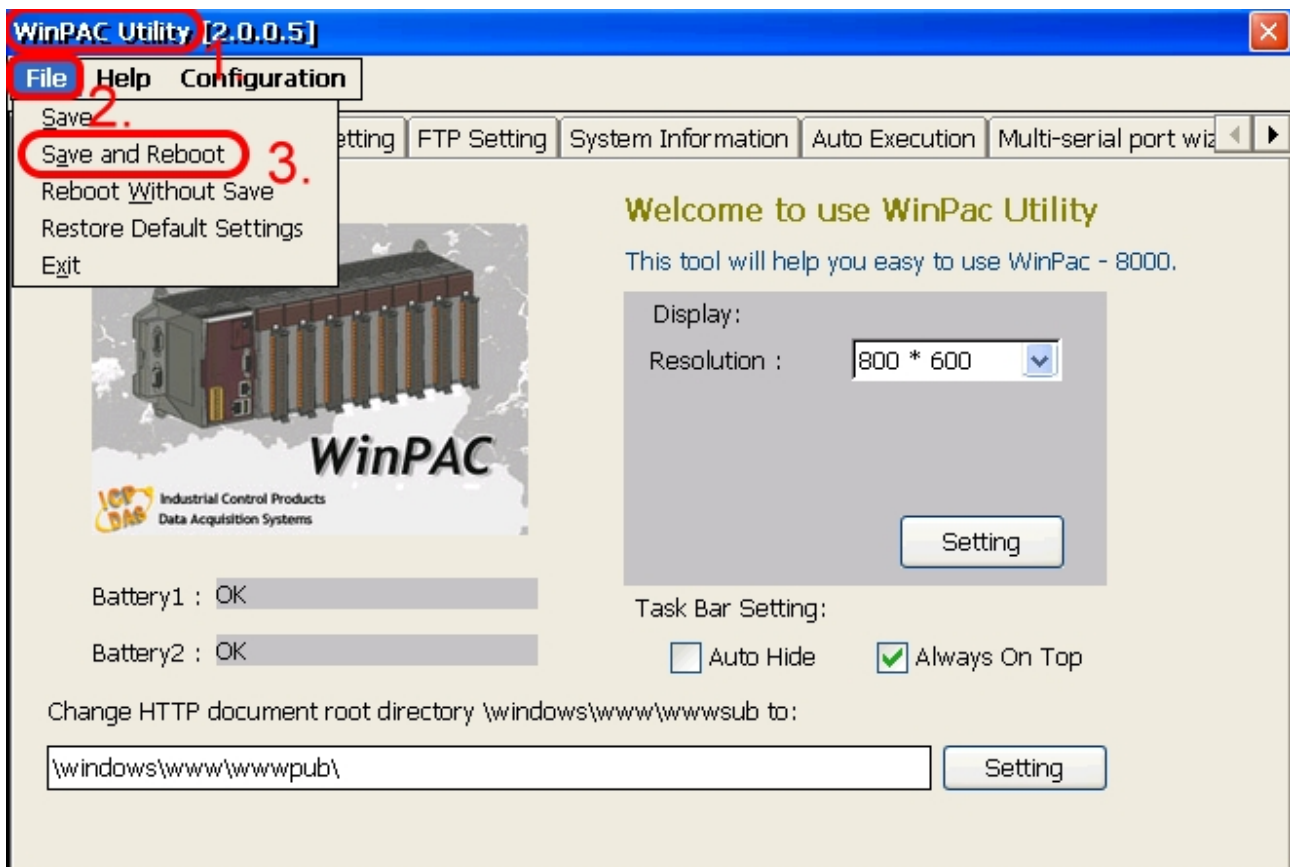 WinPAC Utility [2.0.0.5]
1.
File Help Configuration
2.
Save
Save and Reboot
3.
Reboot Without Save
Restore Default Settings
Exit
FTP Setting System Information Auto Execution Multi-serial port
Welcome to use WinPac Utility
This tool will help you easy to use WinPac - 8000.
Display:
Resolution : 800 * 600
Setting
WinPAC
ICP DAS
Industrial Control Products
Data Acquisition Systems
Battery1 : OK
Battery2 : OK
Task Bar Setting:
Auto Hide Always On Top
Change HTTP document root directory \windows\www\wwwsub to:
\windows\www\wwwpub\ Setting